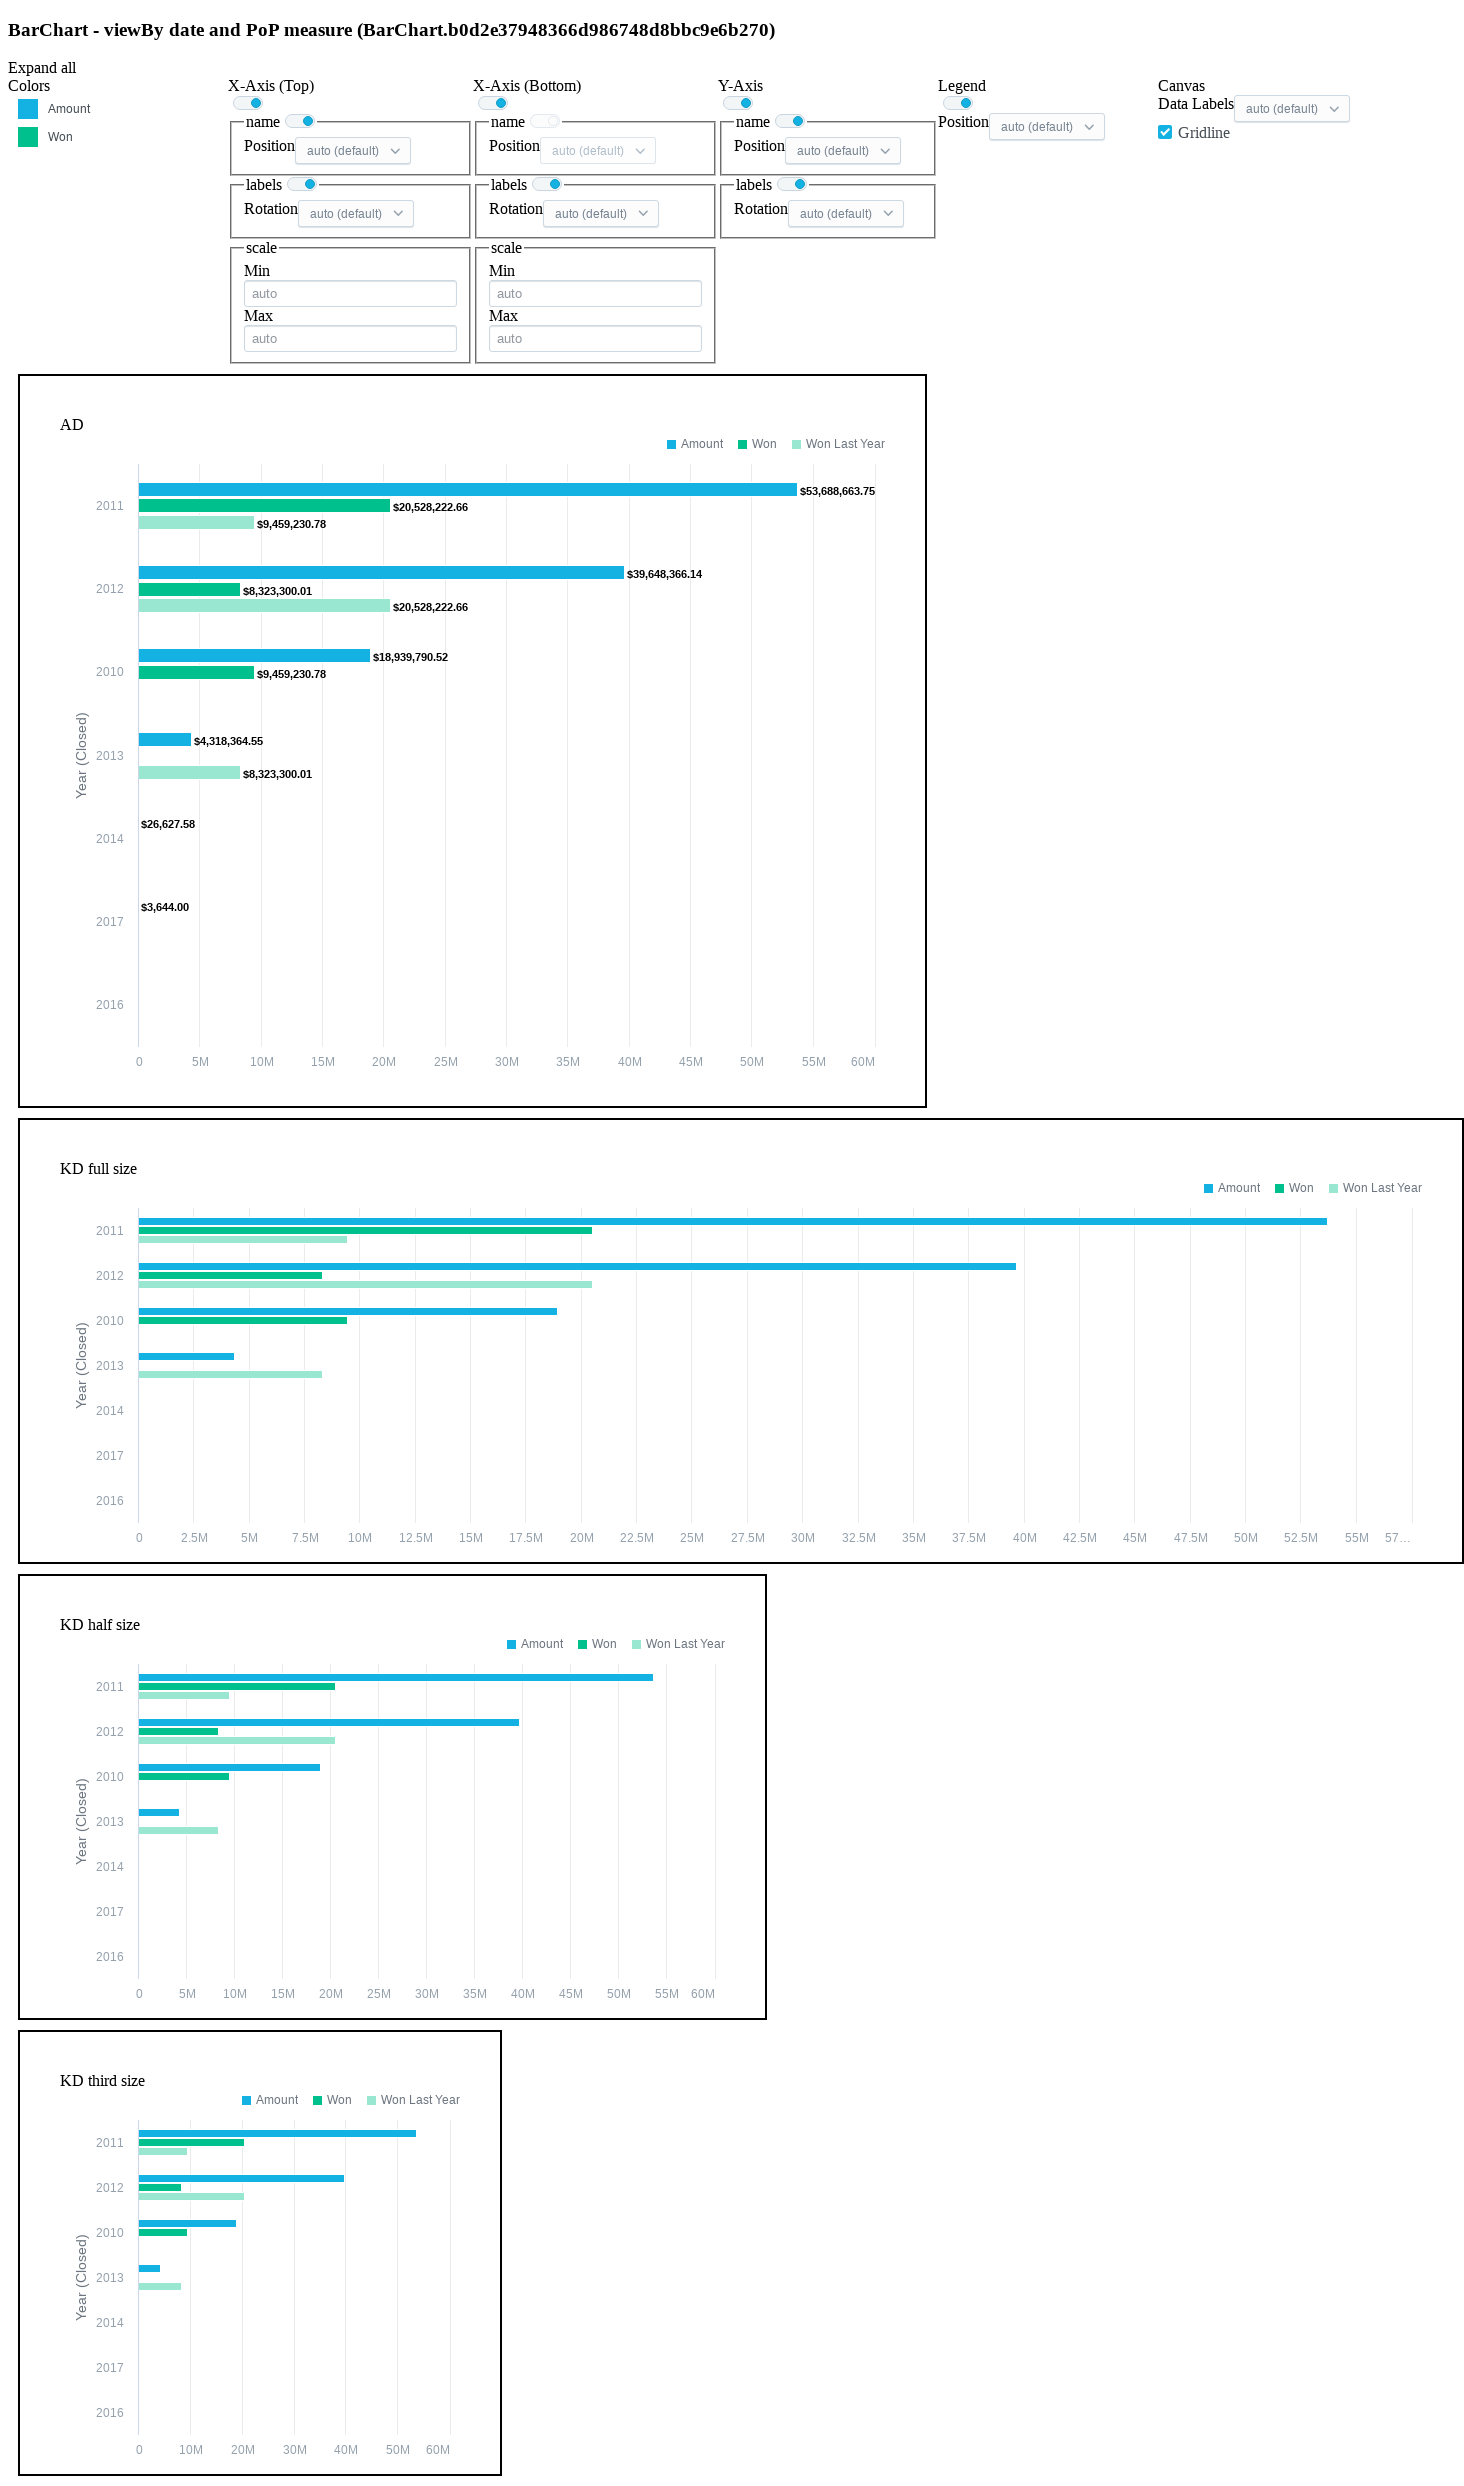 BarChart - viewBy date and PoP measure (BarChart.b0d2e37948366d986748d8bbc9e6b270)
Expand all
Colors
Amount
Won
X-Axis (Top)
name
Position auto (default)
labels
Rotation auto (default)
scale
Min
auto
Max
auto
X-Axis (Bottom)
name
Position auto (default)
labels
Rotation auto (default)
scale
Min
auto
Max
auto
Y-Axis
name
Position auto (default)
labels
Rotation auto (default)
Legend
Position auto (default)
Canvas
Data Labels auto (default)
Gridline
AD
Amount Won Won Last Year
Year (Closed)
2011 $53,688,663.75
$20,528,222.66
$9,459,230.78
2012 $39,648,366.14
$8,323,300.01
$20,528,222.66
2010 $18,939,790.52
$9,459,230.78
2013 $4,318,364.55
$8,323,300.01
2014 $26,627.58
2017 $3,644.00
2016
0 5M 10M 15M 20M 25M 30M 35M 40M 45M 50M 55M 60M
KD full size
Amount Won Won Last Year
Year (Closed)
2011
2012
2010
2013
2014
2017
2016
0 2.5M 5M 7.5M 10M 12.5M 15M 17.5M 20M 22.5M 25M 27.5M 30M 32.5M 35M 37.5M 40M 42.5M 45M 47.5M 50M 52.5M 55M 57…
KD half size
Amount Won Won Last Year
Year (Closed)
2011
2012
2010
2013
2014
2017
2016
0 5M 10M 15M 20M 25M 30M 35M 40M 45M 50M 55M 60M
KD third size
Amount Won Won Last Year
Year (Closed)
2011
2012
2010
2013
2014
2017
2016
0 10M 20M 30M 40M 50M 60M